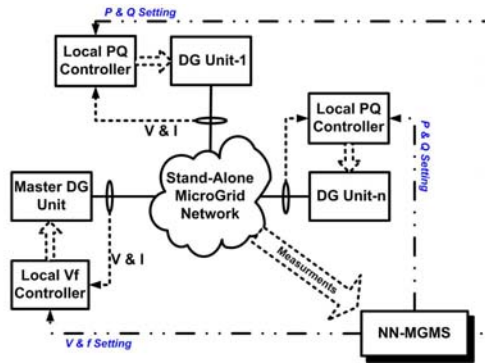 P & Q Setting
Local PQ
Controller
DG Unit-1
V & I
Local PQ
Controller
P & Q Setting
Stand-Alone
MicroGrid
Network
Master DG
Unit
DG Unit-n
V & I
Local Vf
Controller
Measurments
NN-MGMS
V & f Setting